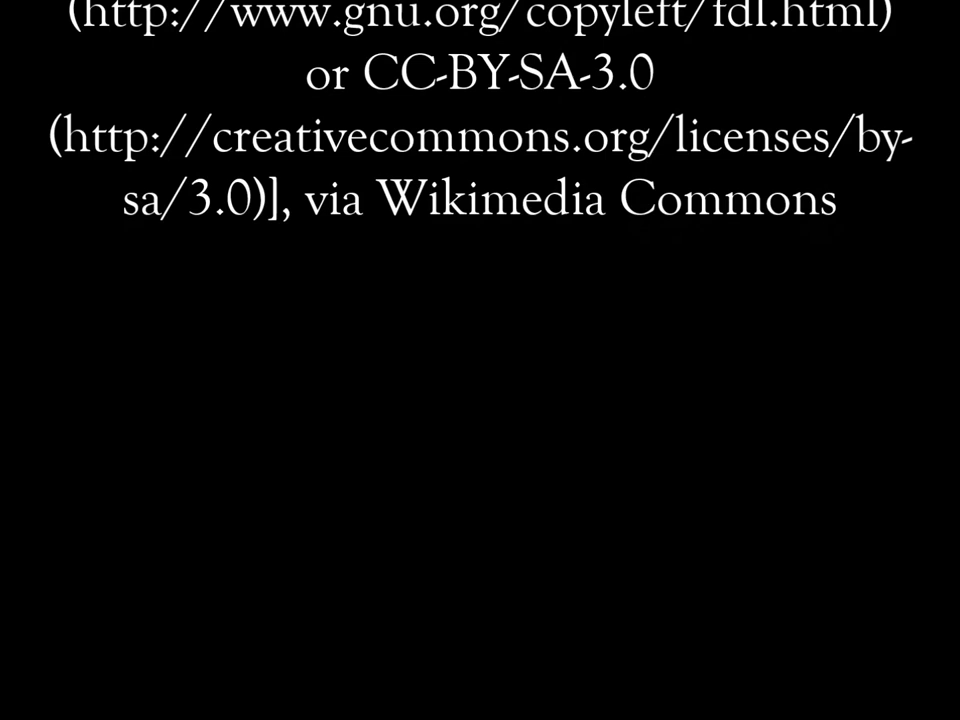 (http://www.gnu.org/copyleft/fdl.html)
or CC-BY-SA-3.0
(http://creativecommons.org/licenses/by-
sa/3.0)], via Wikimedia Commons